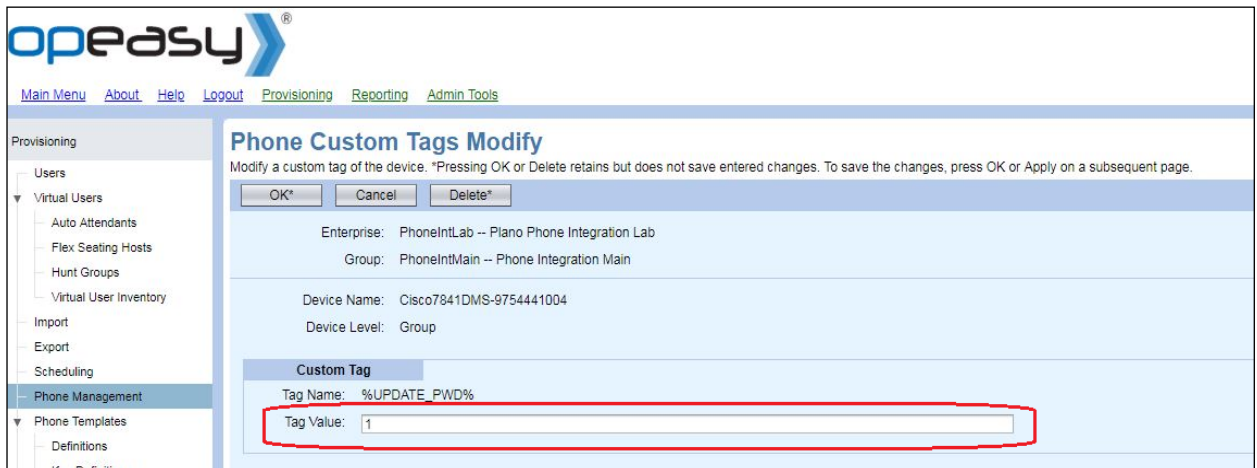 opeasy®
Main Menu About Help Logout Provisioning Reporting Admin Tools
Provisioning
Users
Virtual Users
Auto Attendants
Flex Seating Hosts
Hunt Groups
Virtual User Inventory
Import
Export
Scheduling
Phone Management
Phone Templates
Definitions
Phone Custom Tags Modify
Modify a custom tag of the device. *Pressing OK or Delete retains but does not save entered changes. To save the changes, press OK or Apply on a subsequent page.
OK* Cancel Delete*
Enterprise: PhoneIntLab -- Plano Phone Integration Lab
Group: PhoneIntMain -- Phone Integration Main
Device Name: Cisco7841DMS-9754441004
Device Level: Group
Custom Tag
Tag Name: %UPDATE_PWD%
Tag Value: 1